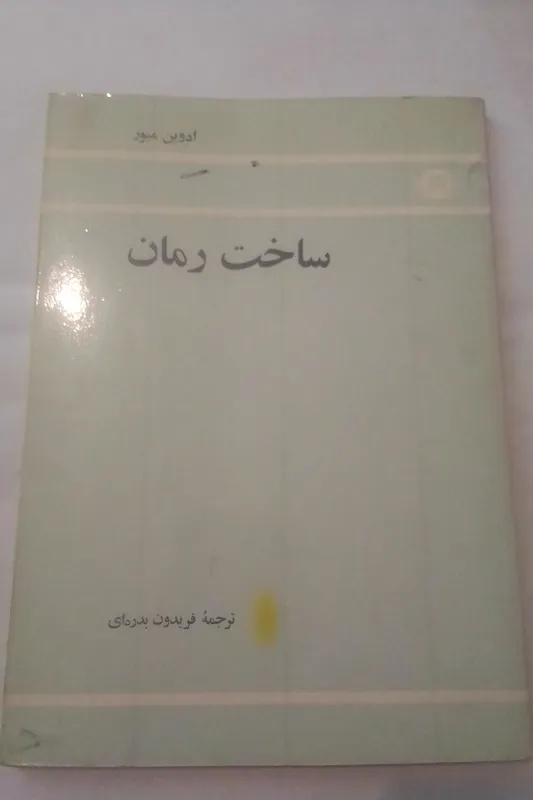 ادوین میور
ساخت رمان
ترجمهٔ فریدون بدره‌ای